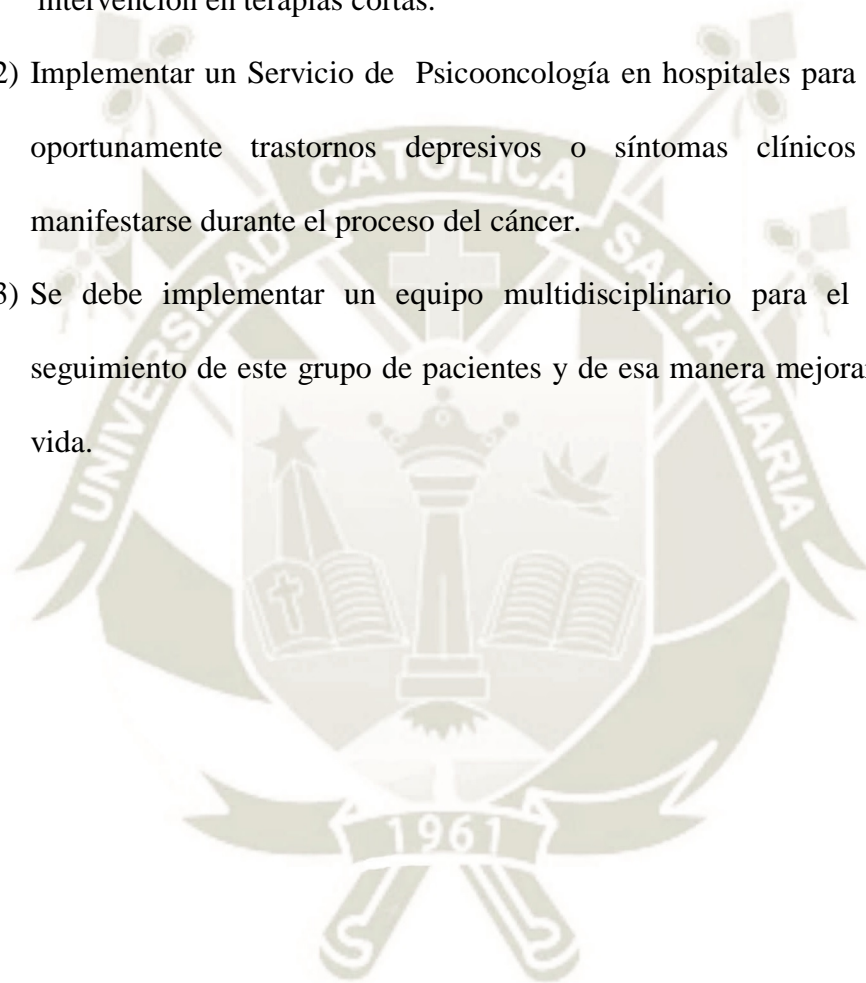 intervención en terapias cortas.
2) Implementar un Servicio de Psicooncología en hospitales para
oportunamente trastornos depresivos o síntomas clínicos
manifestarse durante el proceso del cáncer.
3) Se debe implementar un equipo multidisciplinario para el
seguimiento de este grupo de pacientes y de esa manera mejorar
vida.
UNIVERSIDAD CATOLICA SANTA MARIA
1961